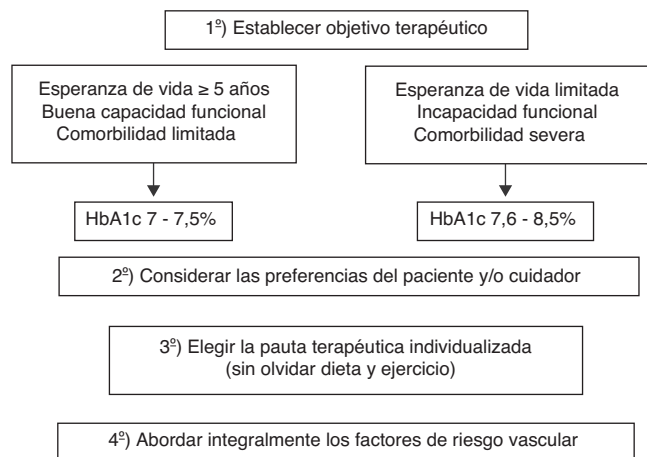 1º) Establecer objetivo terapéutico
Esperanza de vida ≥ 5 años
Buena capacidad funcional
Comorbilidad limitada
Esperanza de vida limitada
Incapacidad funcional
Comorbilidad severa
HbA1c 7 - 7,5%
HbA1c 7,6 - 8,5%
2º) Considerar las preferencias del paciente y/o cuidador
3º) Elegir la pauta terapéutica individualizada
(sin olvidar dieta y ejercicio)
4º) Abordar integralmente los factores de riesgo vascular